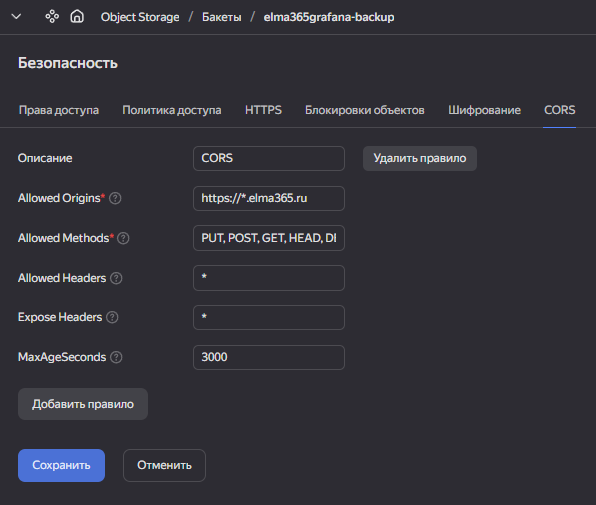 Object Storage / Бакеты / elma365grafana-backup
Безопасность
Права доступа Политика доступа HTTPS Блокировки объектов Шифрование CORS
Описание CORS Удалить правило
Allowed Origins* https://*.elma365.ru
Allowed Methods* PUT, POST, GET, HEAD, DI
Allowed Headers *
Expose Headers *
MaxAgeSeconds 3000
Добавить правило
Сохранить Отменить